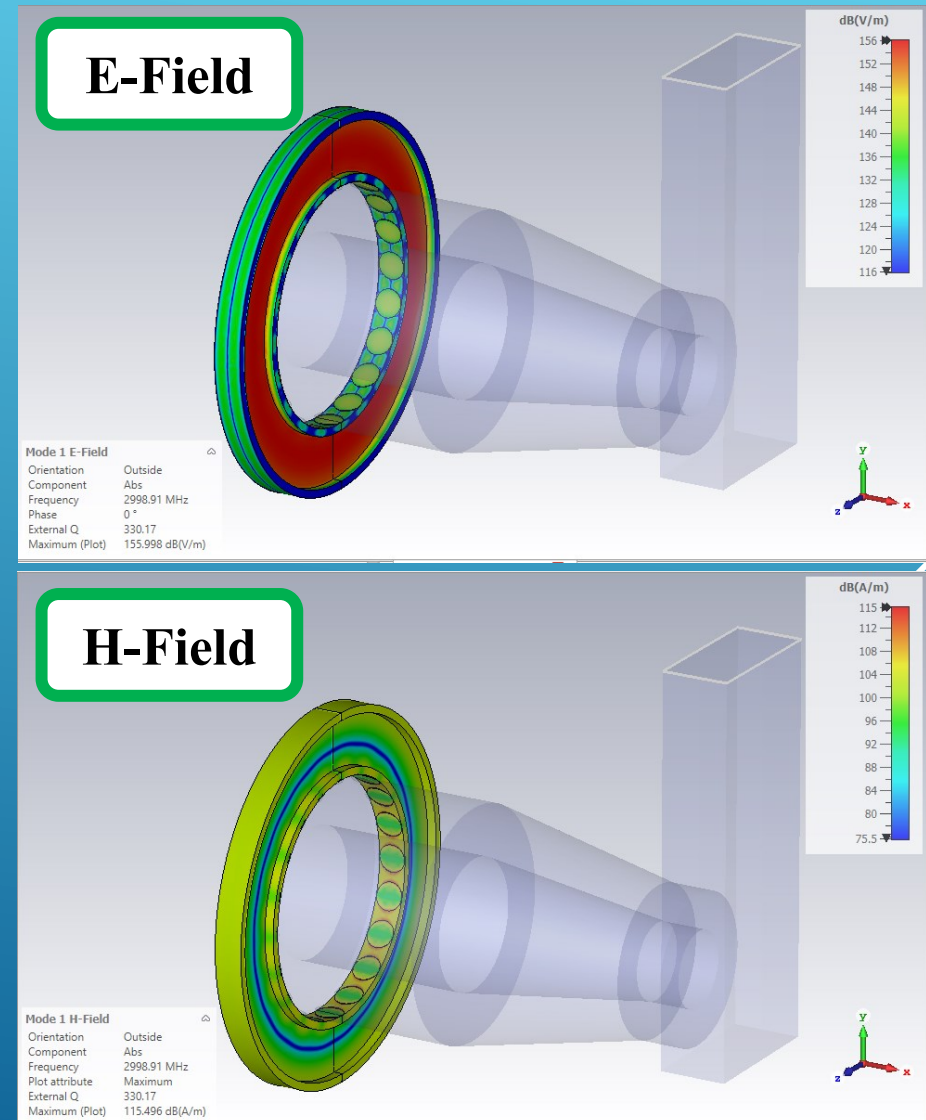 E-Field
dB(V/m)
156
152
148
144
140
136
132
128
124
120
116
Mode 1 E-Field
Orientation Outside
Component Abs
Frequency 2998.91 MHz
Phase 0 °
External Q 330.17
Maximum (Plot) 155.998 dB(V/m)
y
z
x
H-Field
dB(A/m)
115
112
108
104
100
96
92
88
84
80
75.5
Mode 1 H-Field
Orientation Outside
Component Abs
Frequency 2998.91 MHz
Plot attribute Maximum
External Q 330.17
Maximum (Plot) 115.496 dB(A/m)
y
z
x